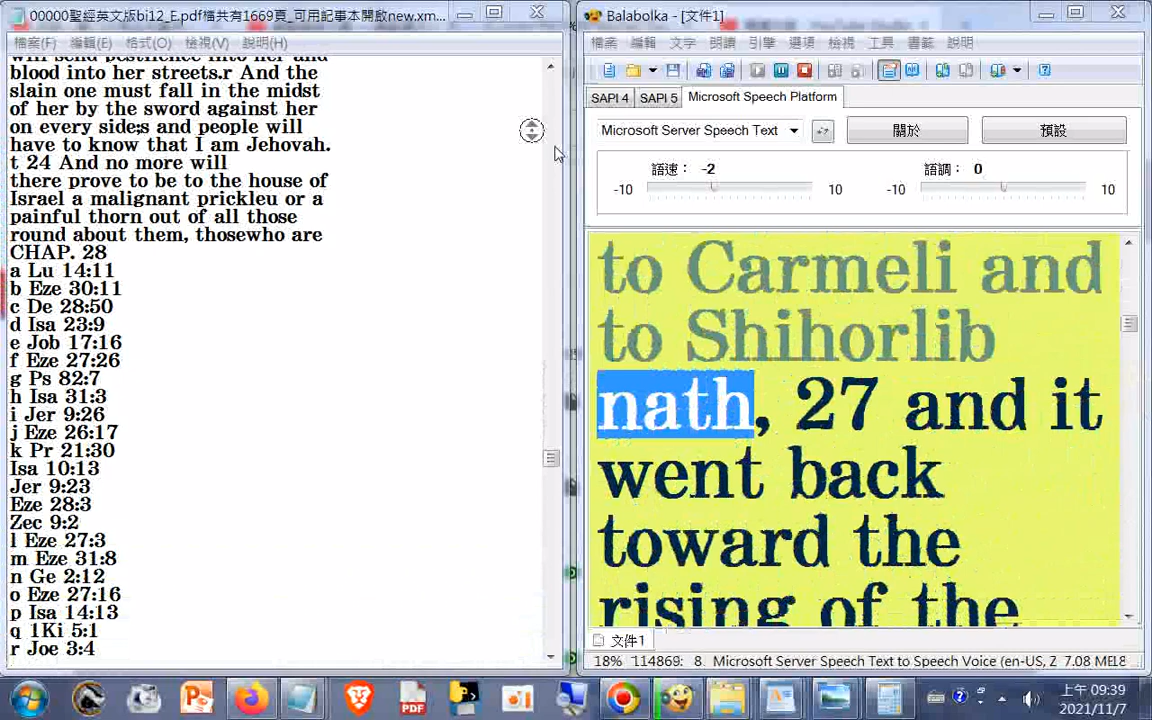 00000聖經英文版bi12_E.pdf檔共有1669頁_可用記事本開啟new.xm...
檔案(F) 編輯(E) 格式(O) 檢視(V) 說明(H)
will send pestilence into her and
blood into her streets.r And the
slain one must fall in the midst
of her by the sword against her
on every side;s and people will
have to know that I am Jehovah.
t 24 And no more will
there prove to be to the house of
Israel a malignant prickleu or a
painful thorn out of all those
round about them, thosewho are
CHAP. 28
a Lu 14:11
b Eze 30:11
c De 28:50
d Isa 23:9
e Job 17:16
f Eze 27:26
g Ps 82:7
h Isa 31:3
i Jer 9:26
j Eze 26:17
k Pr 21:30
Isa 10:13
Jer 9:23
Eze 28:3
Zec 9:2
l Eze 27:3
m Eze 31:8
n Ge 2:12
o Eze 27:16
p Isa 14:13
q 1Ki 5:1
r Joe 3:4
Balabolka - [文件1]
檔案 編輯 文字 朗讀 引擎 選項 檢視 工具 書籤 說明
SAPI 4 SAPI 5 Microsoft Speech Platform
Microsoft Server Speech Text 關於 預設
語速： -2 語調： 0
-10 10 -10 10
to Carmeli and
to Shihorlib
nath, 27 and it
went back
toward the
rising of the
文件1
18% 114869: 8. Microsoft Server Speech Text to Speech Voice (en-US, Z 7.08 МБ
PDF
上午 09:39
2021/11/7